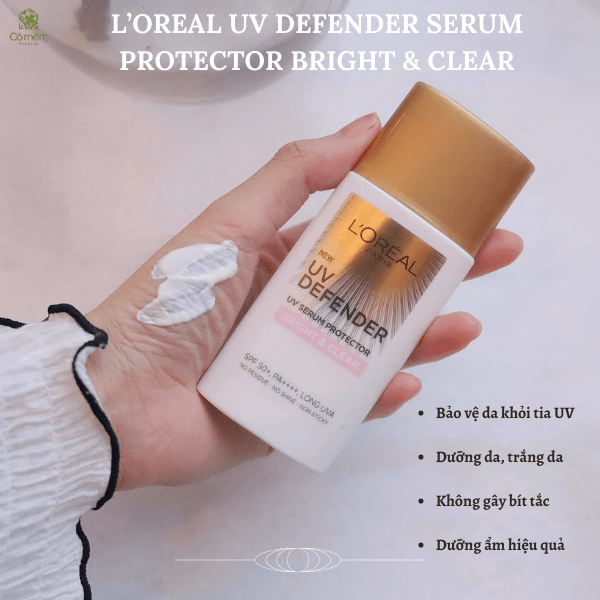 Cỏ mềm
L'OREAL UV DEFENDER SERUM
PROTECTOR BRIGHT & CLEAR
L'ORÉAL
PARIS
NEW
UV
DEFENDER
UV SERUM PROTECTOR
BRIGHT & CLEAR
SPF 50+, PA++++, LONG UVA
NO RESIDUE · NO SHINE · NON-STICKY
• Bảo vệ da khỏi tia UV
• Dưỡng da, trắng da
• Không gây bít tắc
• Dưỡng ẩm hiệu quả